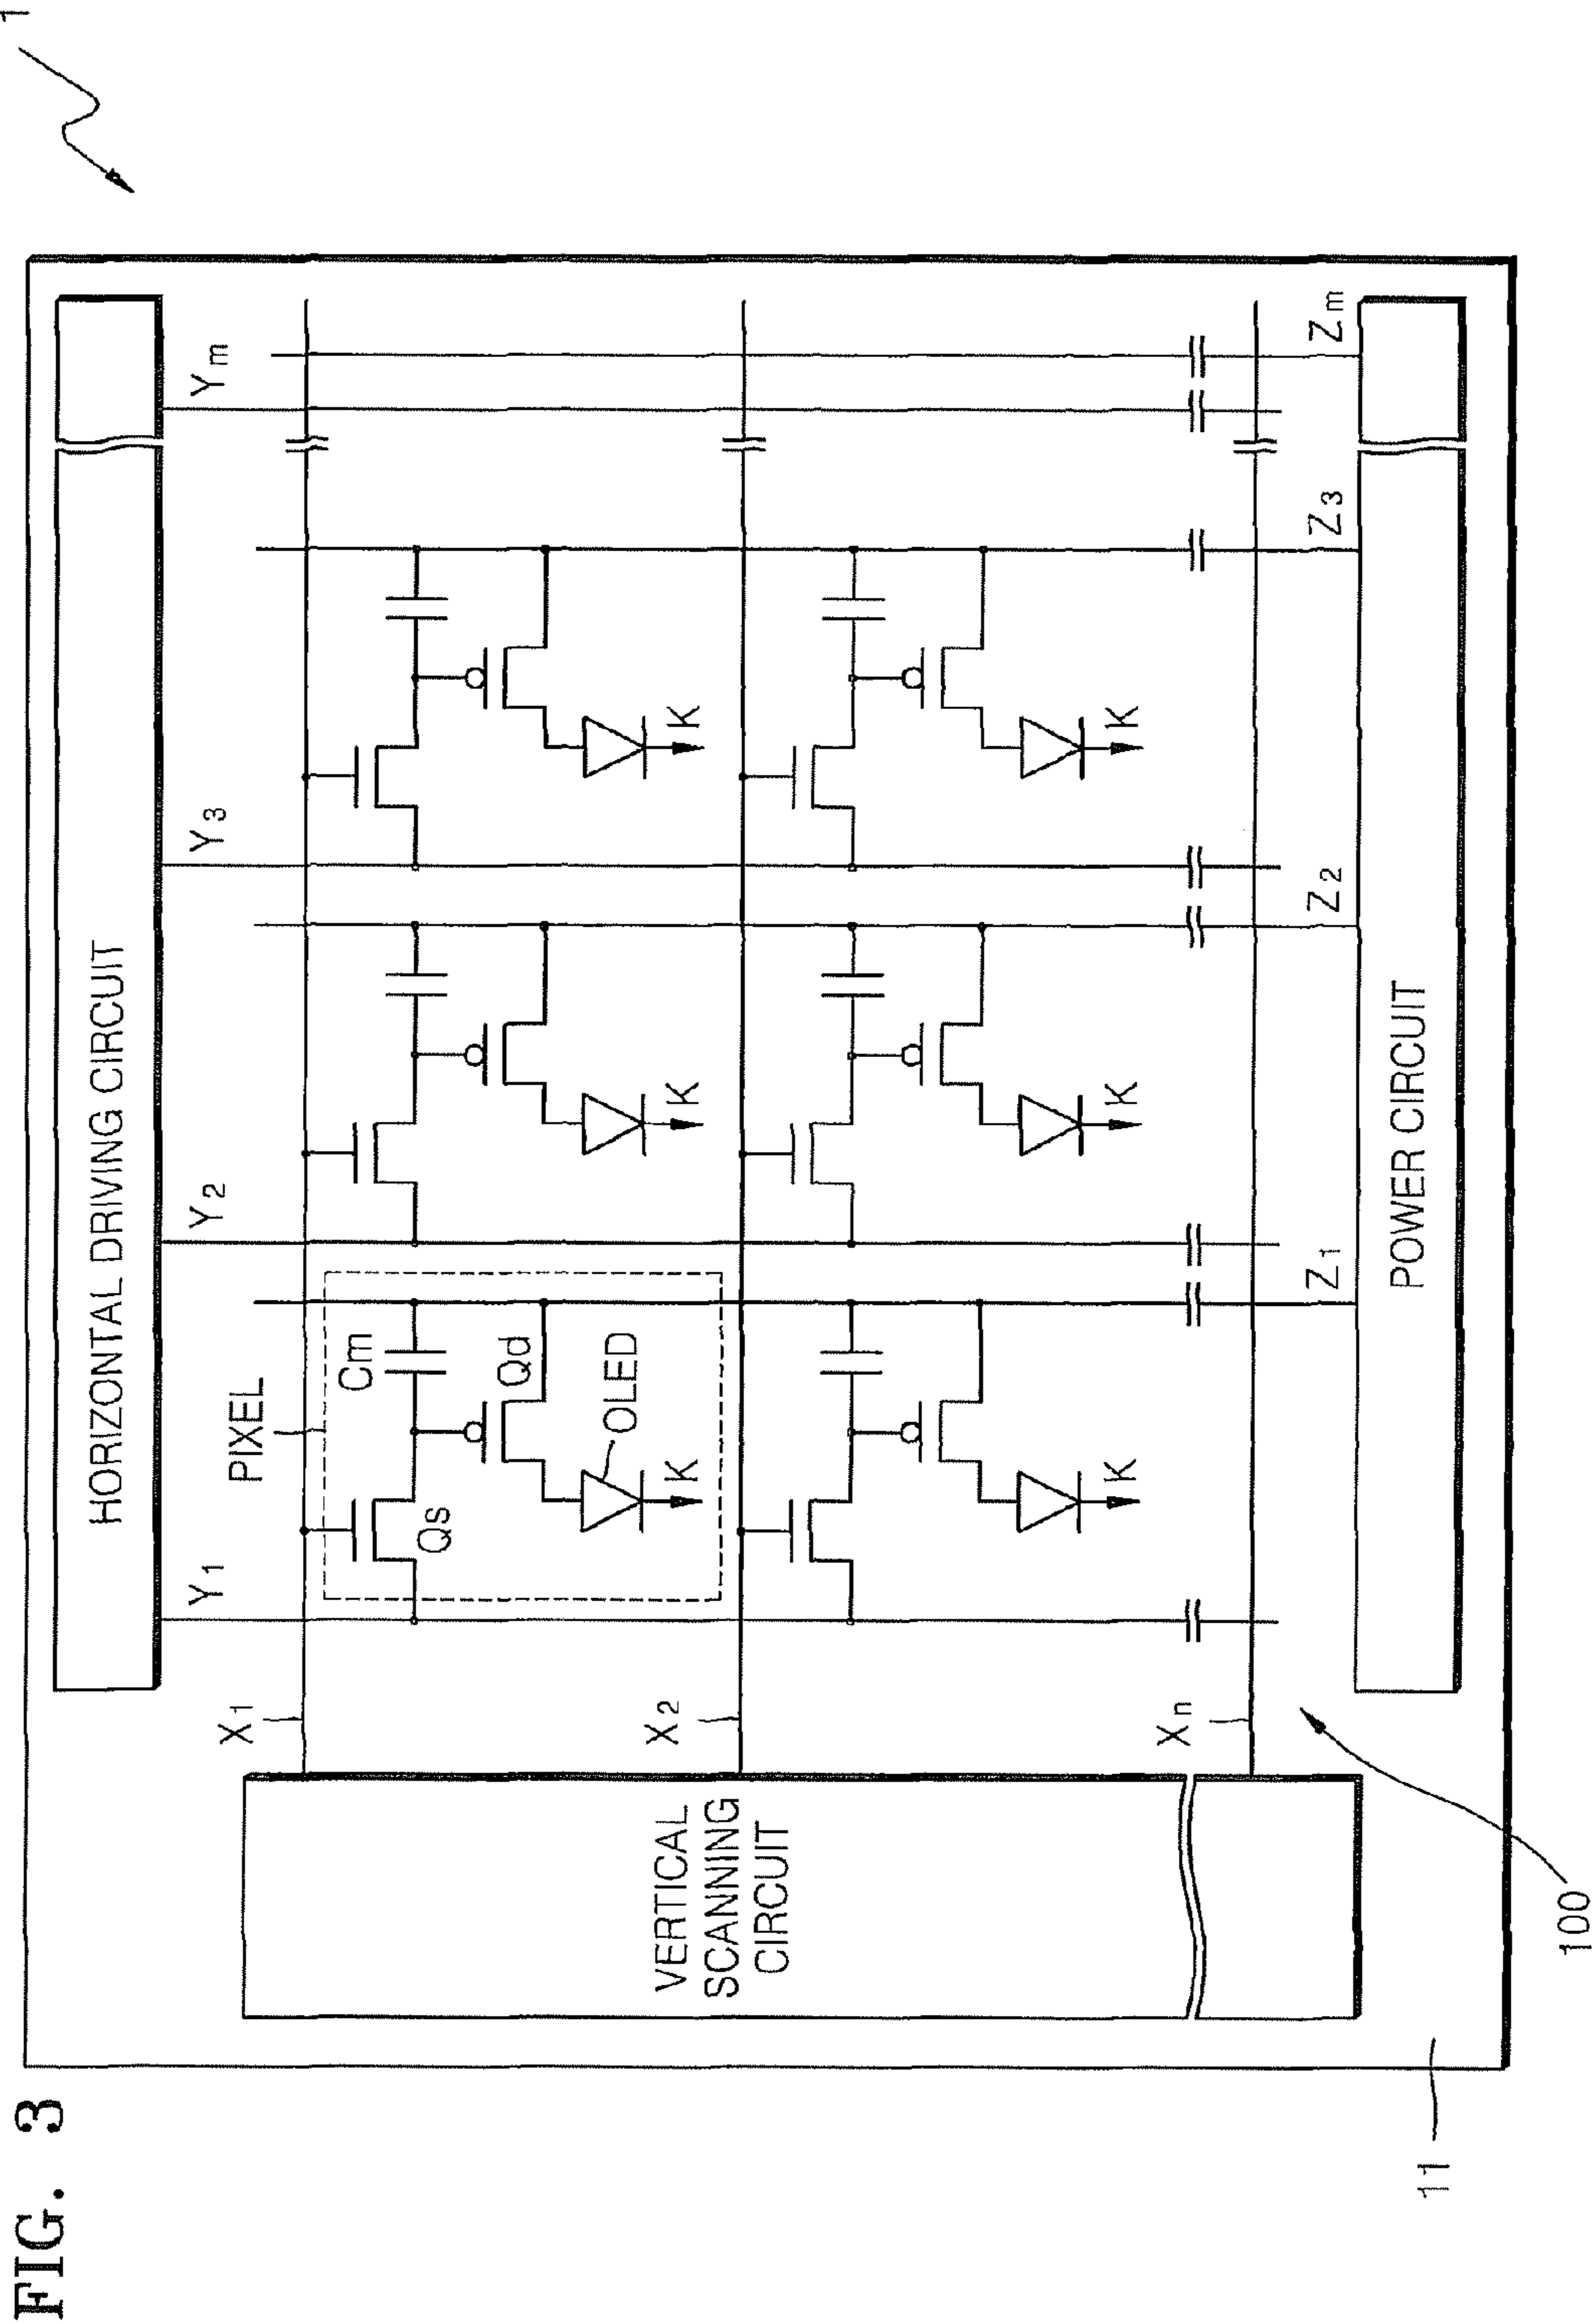 FIG. 3
1
HORIZONTAL DRIVING CIRCUIT
Y1
Y2
Y3
Ym
PIXEL
X1
Cm
Qs
Qd
OLED
K
K
K
VERTICAL
SCANNING
CIRCUIT
X2
K
K
K
Xn
Z1
Z2
Z3
Zm
POWER CIRCUIT
11
100